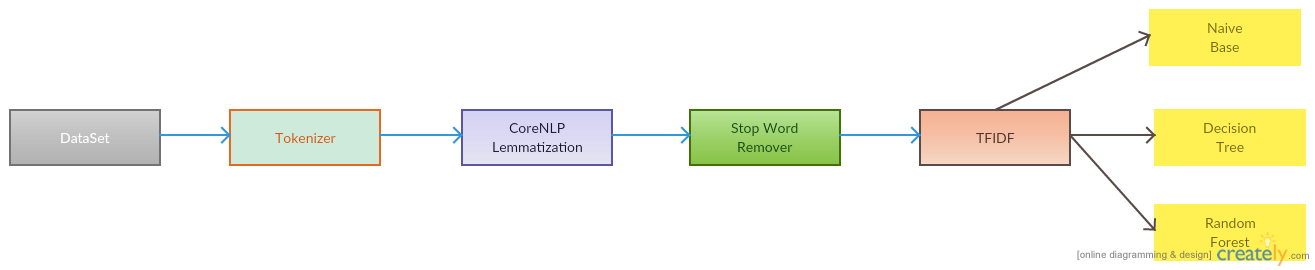 DataSet
Tokenizer
CoreNLP
Lemmatization
Stop Word
Remover
TFIDF
Naive
Base
Decision
Tree
Random
Forest
[online diagramming & design] creately.com